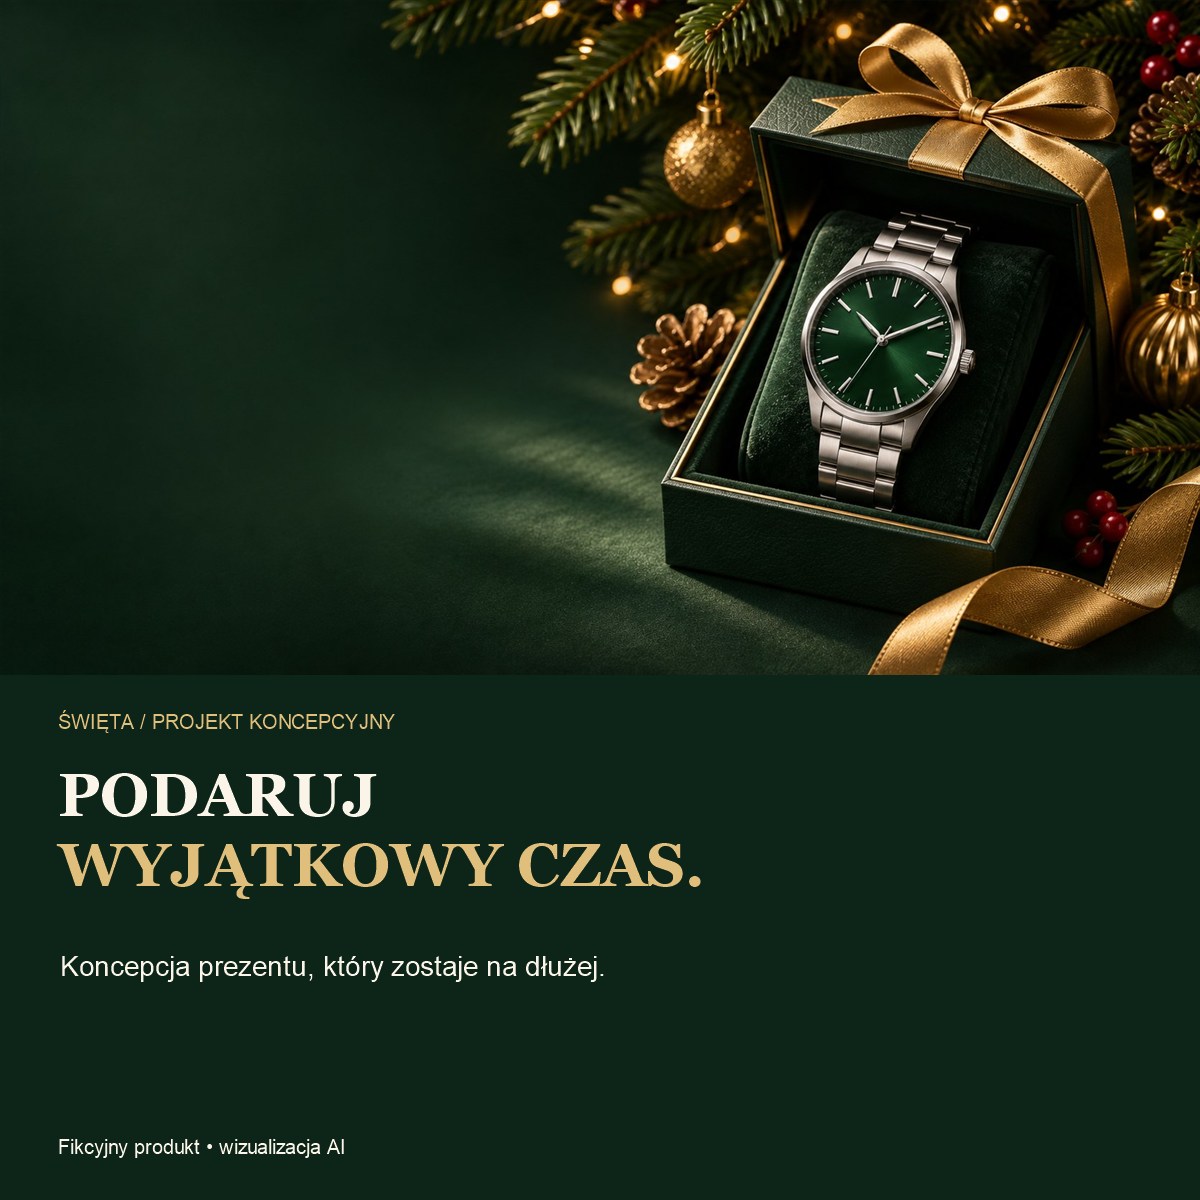 ŚWIĘTA / PROJEKT KONCEPCYJNY
PODARUJ
WYJĄTKOWY CZAS.
Koncepcja prezentu, który zostaje na dłużej.
Fikcyjny produkt • wizualizacja AI